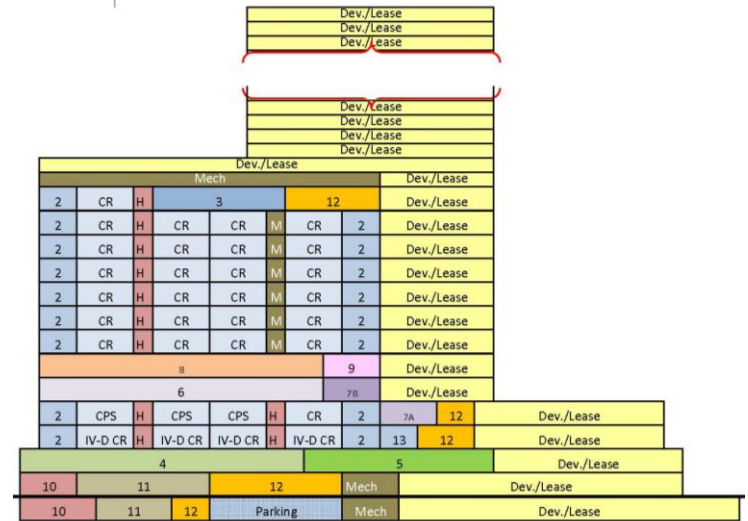 Dev./Lease
Dev./Lease
Dev./Lease
Dev./Lease
Dev./Lease
Dev./Lease
Dev./Lease
Dev./Lease
Mech Dev./Lease
2 CR H 3 12 Dev./Lease
2 CR H CR CR M CR 2 Dev./Lease
2 CR H CR CR M CR 2 Dev./Lease
2 CR H CR CR M CR 2 Dev./Lease
2 CR H CR CR M CR 2 Dev./Lease
2 CR H CR CR M CR 2 Dev./Lease
2 CR H CR CR M CR 2 Dev./Lease
8 9 Dev./Lease
6 7B Dev./Lease
2 CPS H CPS CPS H CR 2 7A 12 Dev./Lease
2 IV-D CR H IV-D CR IV-D CR H IV-D CR 2 13 12 Dev./Lease
4 5 Dev./Lease
10 11 12 Mech Dev./Lease
10 11 12 Parking Mech Dev./Lease